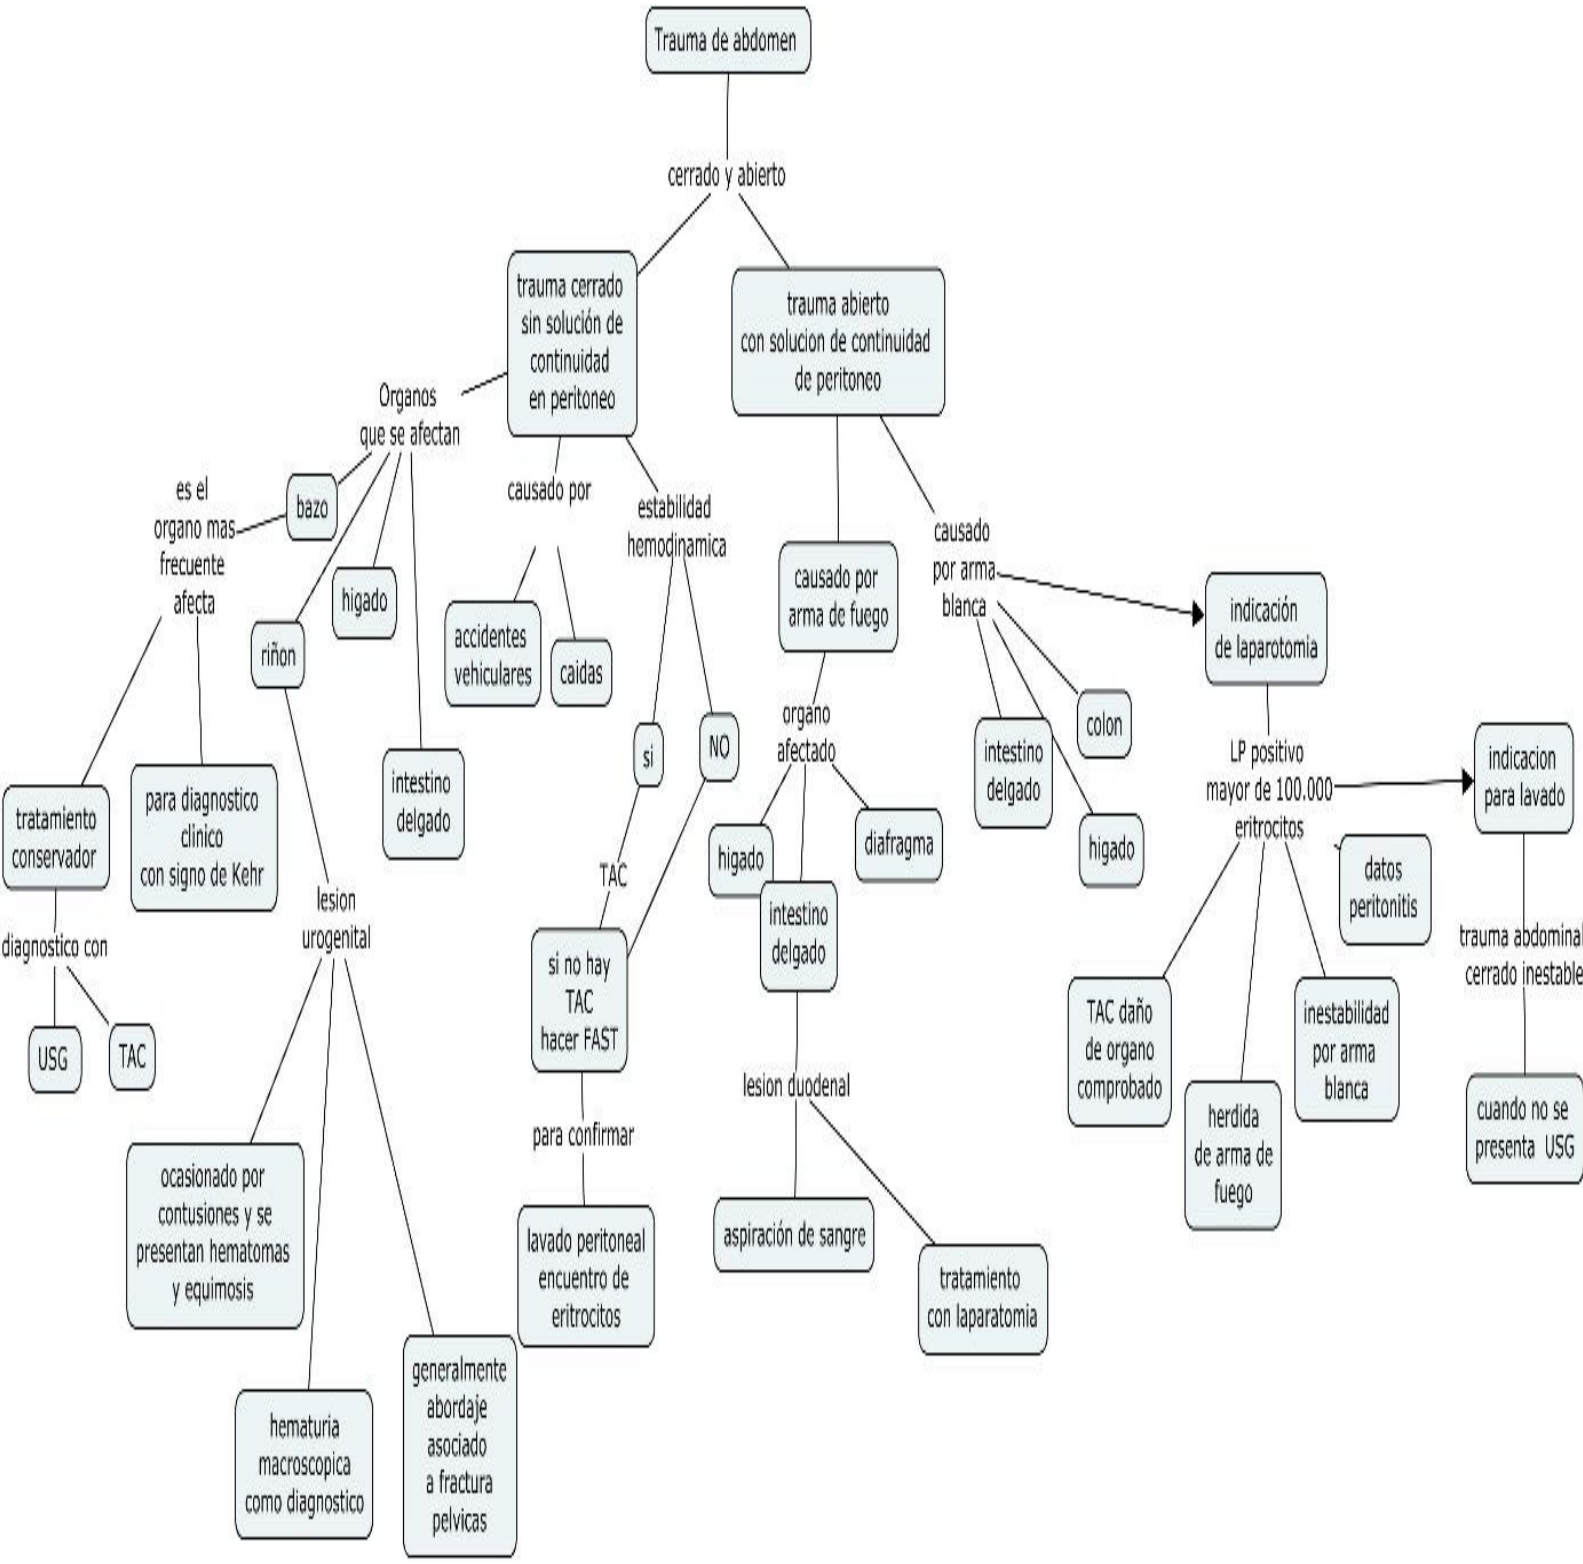 Trauma de abdomen
cerrado y abierto
trauma cerrado
sin solución de
continuidad
en peritoneo
trauma abierto
con solucion de continuidad
de peritoneo
Organos
que se afectan
es el
organo mas
frecuente
afecta
bazo
higado
riñon
intestino
delgado
tratamiento
conservador
para diagnostico
clinico
con signo de Kehr
diagnostico con
USG
TAC
lesion
urogenital
ocasionado por
contusiones y se
presentan hematomas
y equimosis
hematuria
macroscopica
como diagnostico
generalmente
abordaje
asociado
a fractura
pelvicas
causado por
accidentes
vehiculares
caidas
estabilidad
hemodinamica
si
NO
TAC
si no hay
TAC
hacer FAST
para confirmar
lavado peritoneal
encuentro de
eritrocitos
causado por
arma de fuego
organo
afectado
higado
intestino
delgado
diafragma
lesion duodenal
aspiración de sangre
tratamiento
con laparatomia
causado
por arma
blanca
intestino
delgado
colon
higado
indicación
de laparotomia
LP positivo
mayor de 100.000
eritrocitos
TAC daño
de organo
comprobado
herdida
de arma de
fuego
inestabilidad
por arma
blanca
datos
peritonitis
indicacion
para lavado
trauma abdominal
cerrado inestable
cuando no se
presenta USG